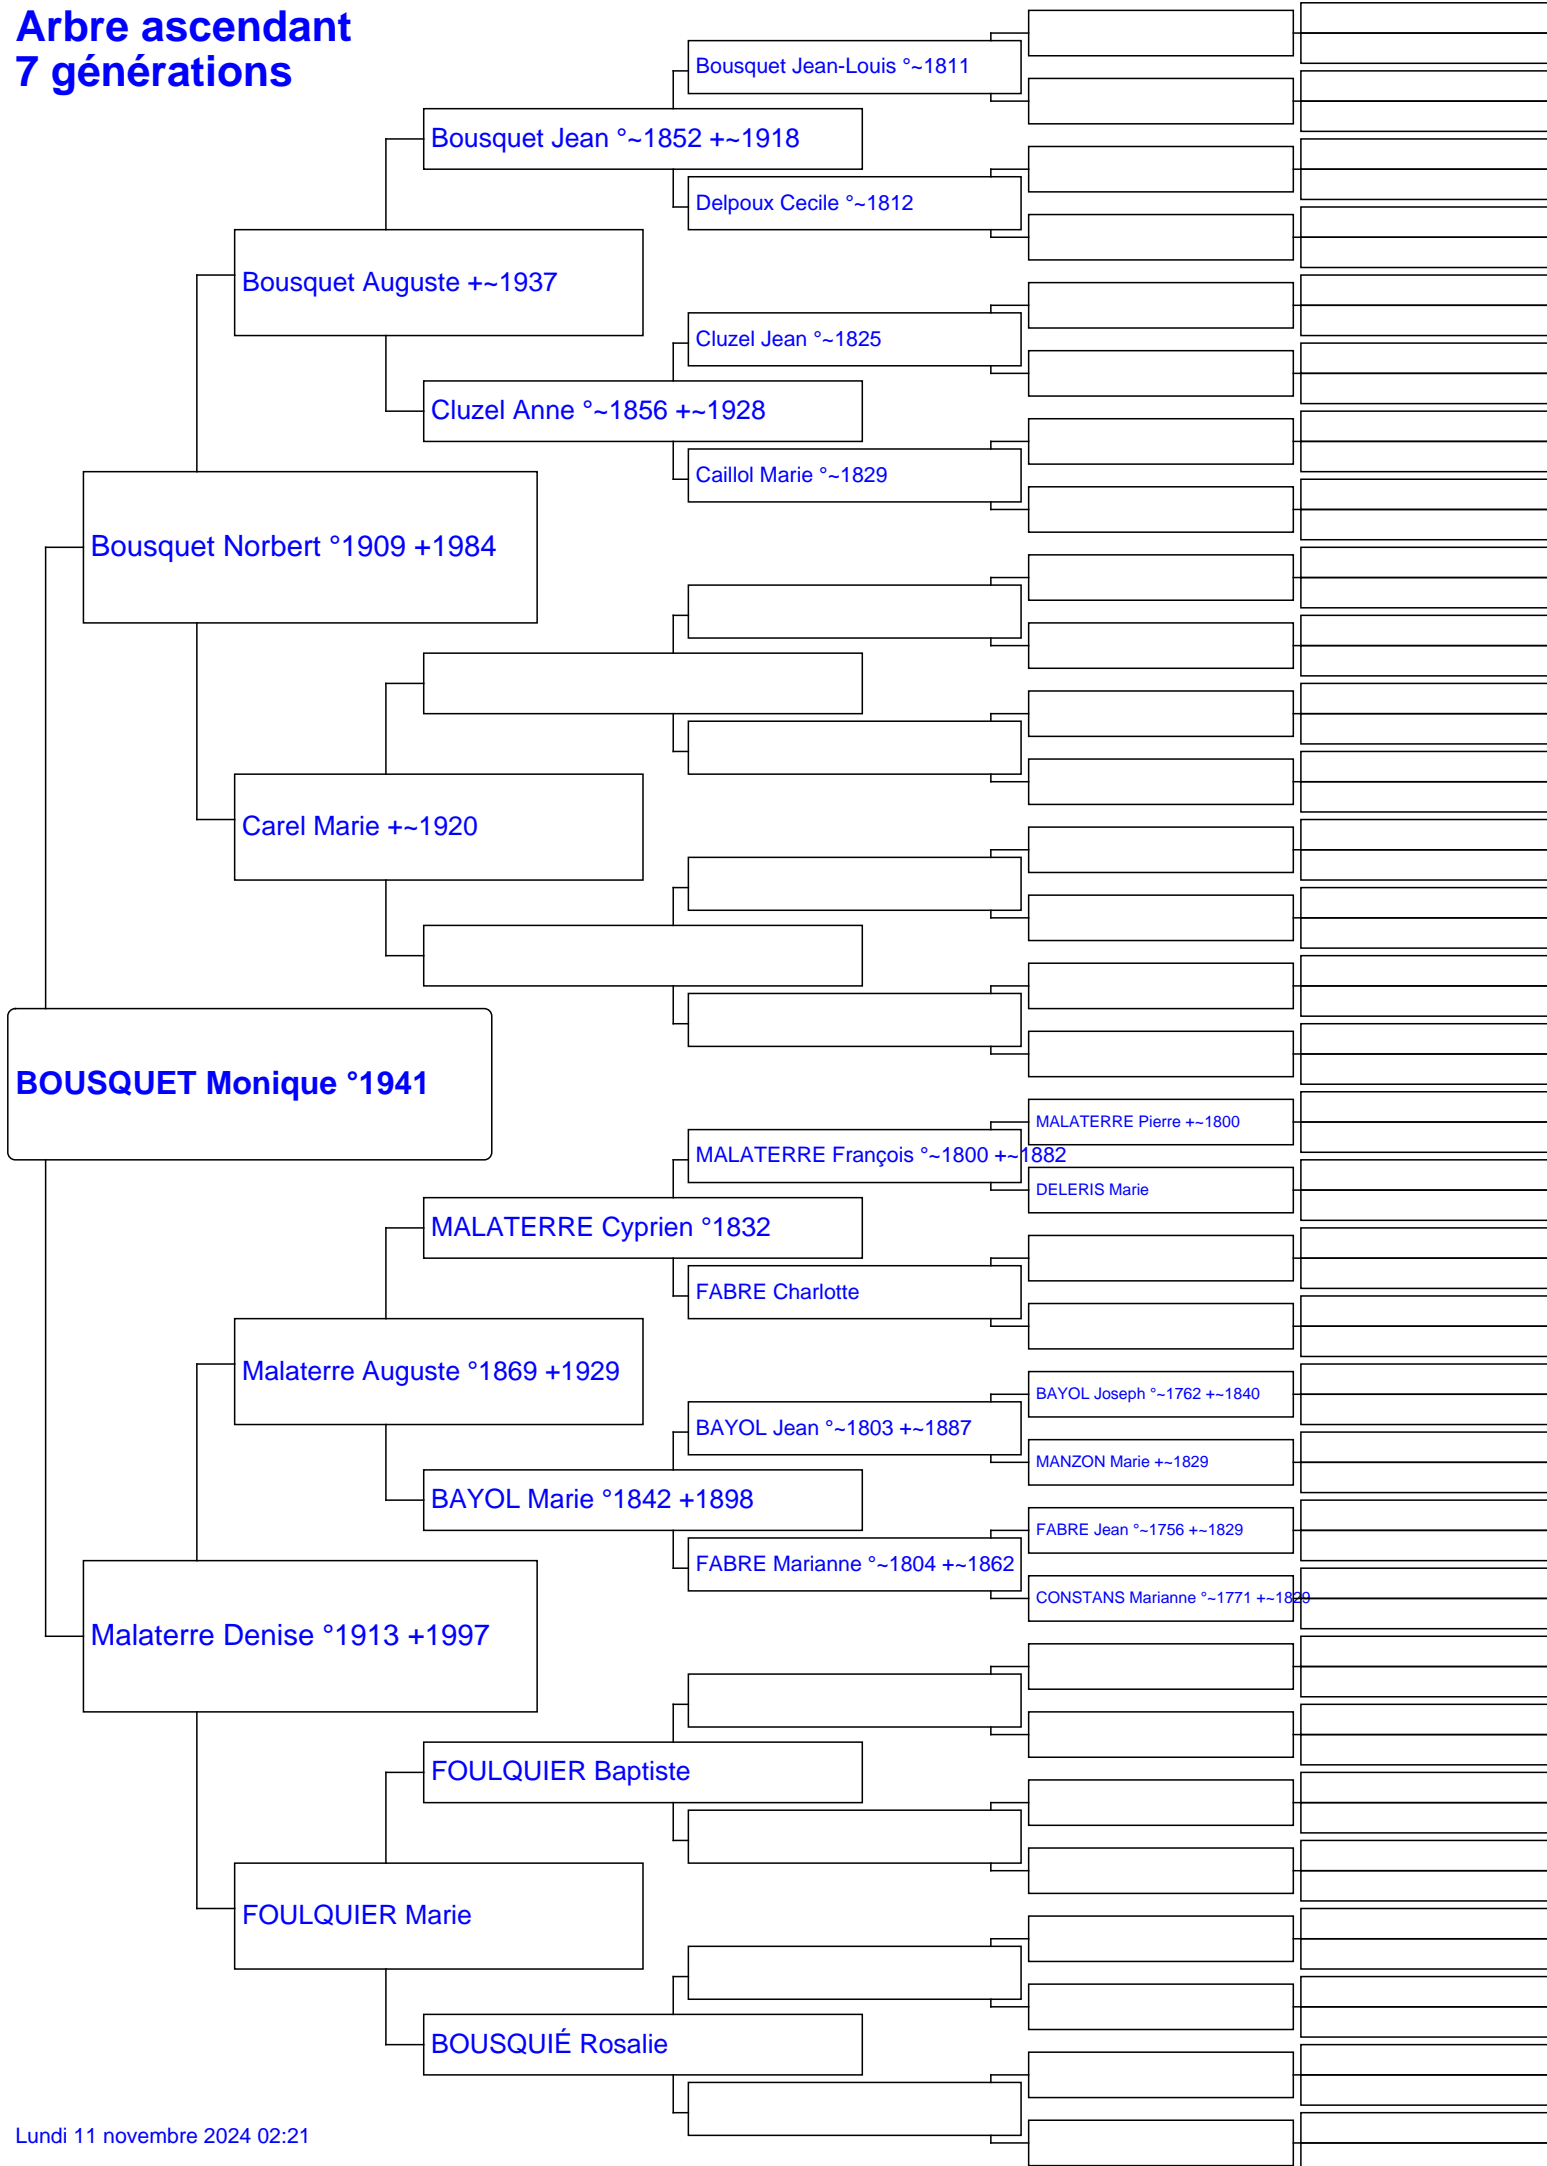 Arbre ascendant
7 générations
Bousquet Jean-Louis °~1811
Bousquet Jean °~1852 +~1918
Delpoux Cecile °~1812
Bousquet Auguste +~1937
Cluzel Jean °~1825
Cluzel Anne °~1856 +~1928
Caillol Marie °~1829
Bousquet Norbert °1909 +1984
Carel Marie +~1920
BOUSQUET Monique °1941
MALATERRE Pierre +~1800
MALATERRE François °~1800 +~1882
DELERIS Marie
MALATERRE Cyprien °1832
FABRE Charlotte
Malaterre Auguste °1869 +1929
BAYOL Joseph °~1762 +~1840
BAYOL Jean °~1803 +~1887
MANZON Marie +~1829
BAYOL Marie °1842 +1898
FABRE Jean °~1756 +~1829
FABRE Marianne °~1804 +~1862
CONSTANS Marianne °~1771 +~1829
Malaterre Denise °1913 +1997
FOULQUIER Baptiste
FOULQUIER Marie
BOUSQUIÉ Rosalie
Lundi 11 novembre 2024 02:21